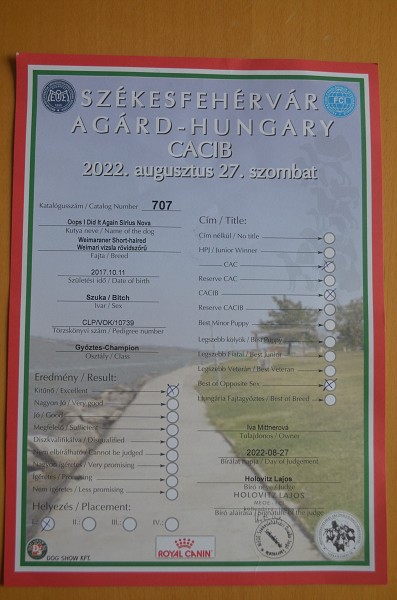 SZÉKESFEHÉRVÁR
AGÁRD-HUNGARY
CACIB
2022. augusztus 27. szombat
FCI
Katalógusszám / Catalog Number 707
Oops I Did It Again Sirius Nova
Kutya neve / Name of the dog
Weimaraner Short-haired
Weimari vizsla rövidszőrű
Fajta / Breed
2017.10.11
Születési idő / Date of birth
Szuka / Bitch
Ivar / Sex
CLP/VDK/10739
Törzskönyvi szám / Pedigree number
Győztes-Champion
Osztály / Class
Eredmény / Result:
Kitűnő / Excellent
Nagyon Jó / Very good
Jó / Good
Megfelelő / Sufficient
Diszkvalifikálva / Disqualified
Nem elbírálható / Cannot be judged
Nagyon ígéretes / Very promising
Ígéretes / Promising
Nem ígéretes / Less promising
Helyezés / Placement:
I.:
II.:
III.:
IV.:
Cím / Title:
Cím nélkül / No title
HPJ / Junior Winner
CAC
Reserve CAC
CACIB
Reserve CACIB
Best Minor Puppy
Legszebb kölyök / Best Puppy
Legszebb Fiatal / Best Junior
Legszebb Veterán / Best Veteran
Best of Opposite Sex
Hungária Fajtagyőztes / Best of Breed
Iva Mittnerová
Tulajdonos / Owner
2022-08-27
Bírálat napja / Day of Judgement
Holovitz Lajos
Bíró neve / Judge
HOLOVITZ LAJOS
Bíró aláírása / Signature of the Judge
DOG SHOW KFT.
ROYAL CANIN